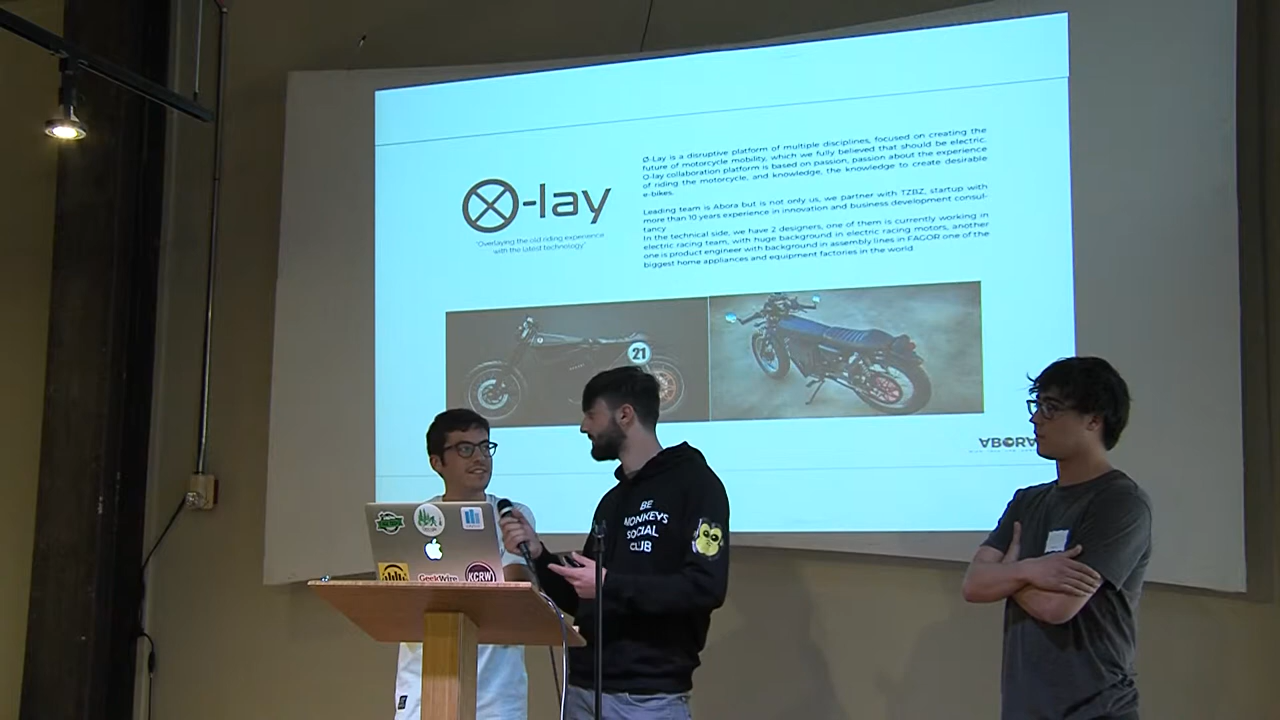 Ø-Lay is a disruptive platform of multiple disciplines, focused on creating the
future of motorcycle mobility, which we fully believed that should be electric.
O-lay collaboration platform is based on passion, passion about the experience
of riding the motorcycle, and knowledge, the knowledge to create desirable
e-bikes.
Ø-lay
"Overlaying the old riding experience
with the latest technology"
Leading team is Abora but is not only us, we partner with TZBZ, startup with
more than 10 years experience in innovation and business development consul-
tancy
In the technical side, we have 2 designers, one of them is currently working in
electric racing team, with huge background in electric racing motors, another
one is product engineer with background in assembly lines in FAGOR one of the
biggest home appliances and equipment factories in the world
21
ABORA
BE
MONKEYS
SOCIAL
CLUB
GeekWire
KCRW